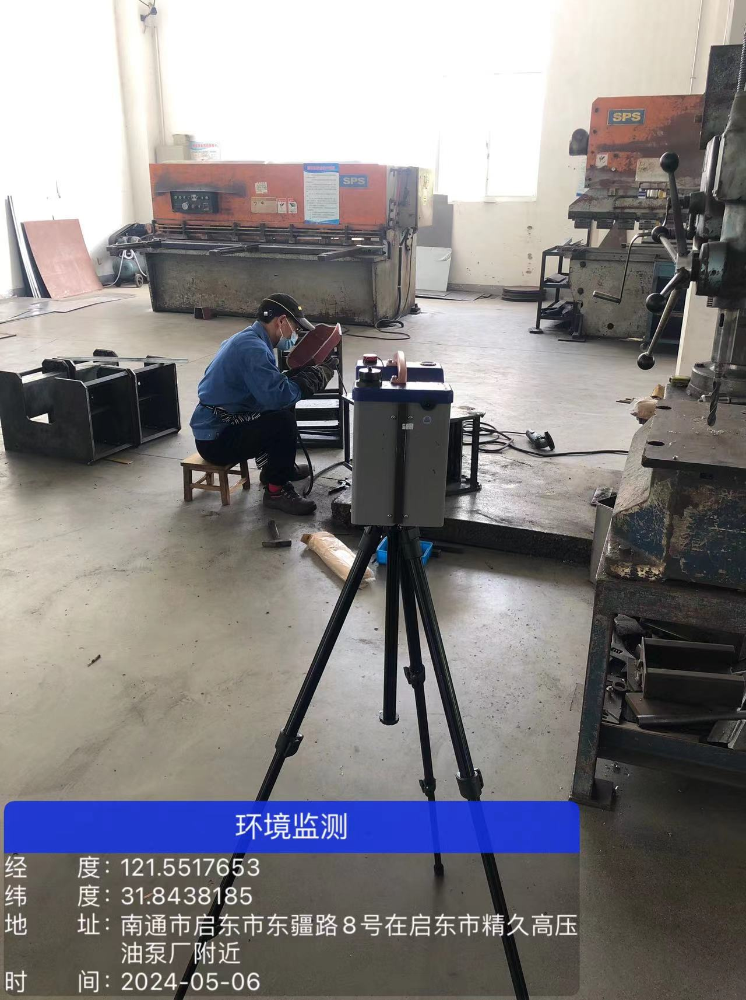 SPS
SPS
环境监测
经 度：121.5517653
纬 度：31.8438185
地 址：南通市启东市东疆路8号在启东市精久高压
油泵厂附近
时 间：2024-05-06